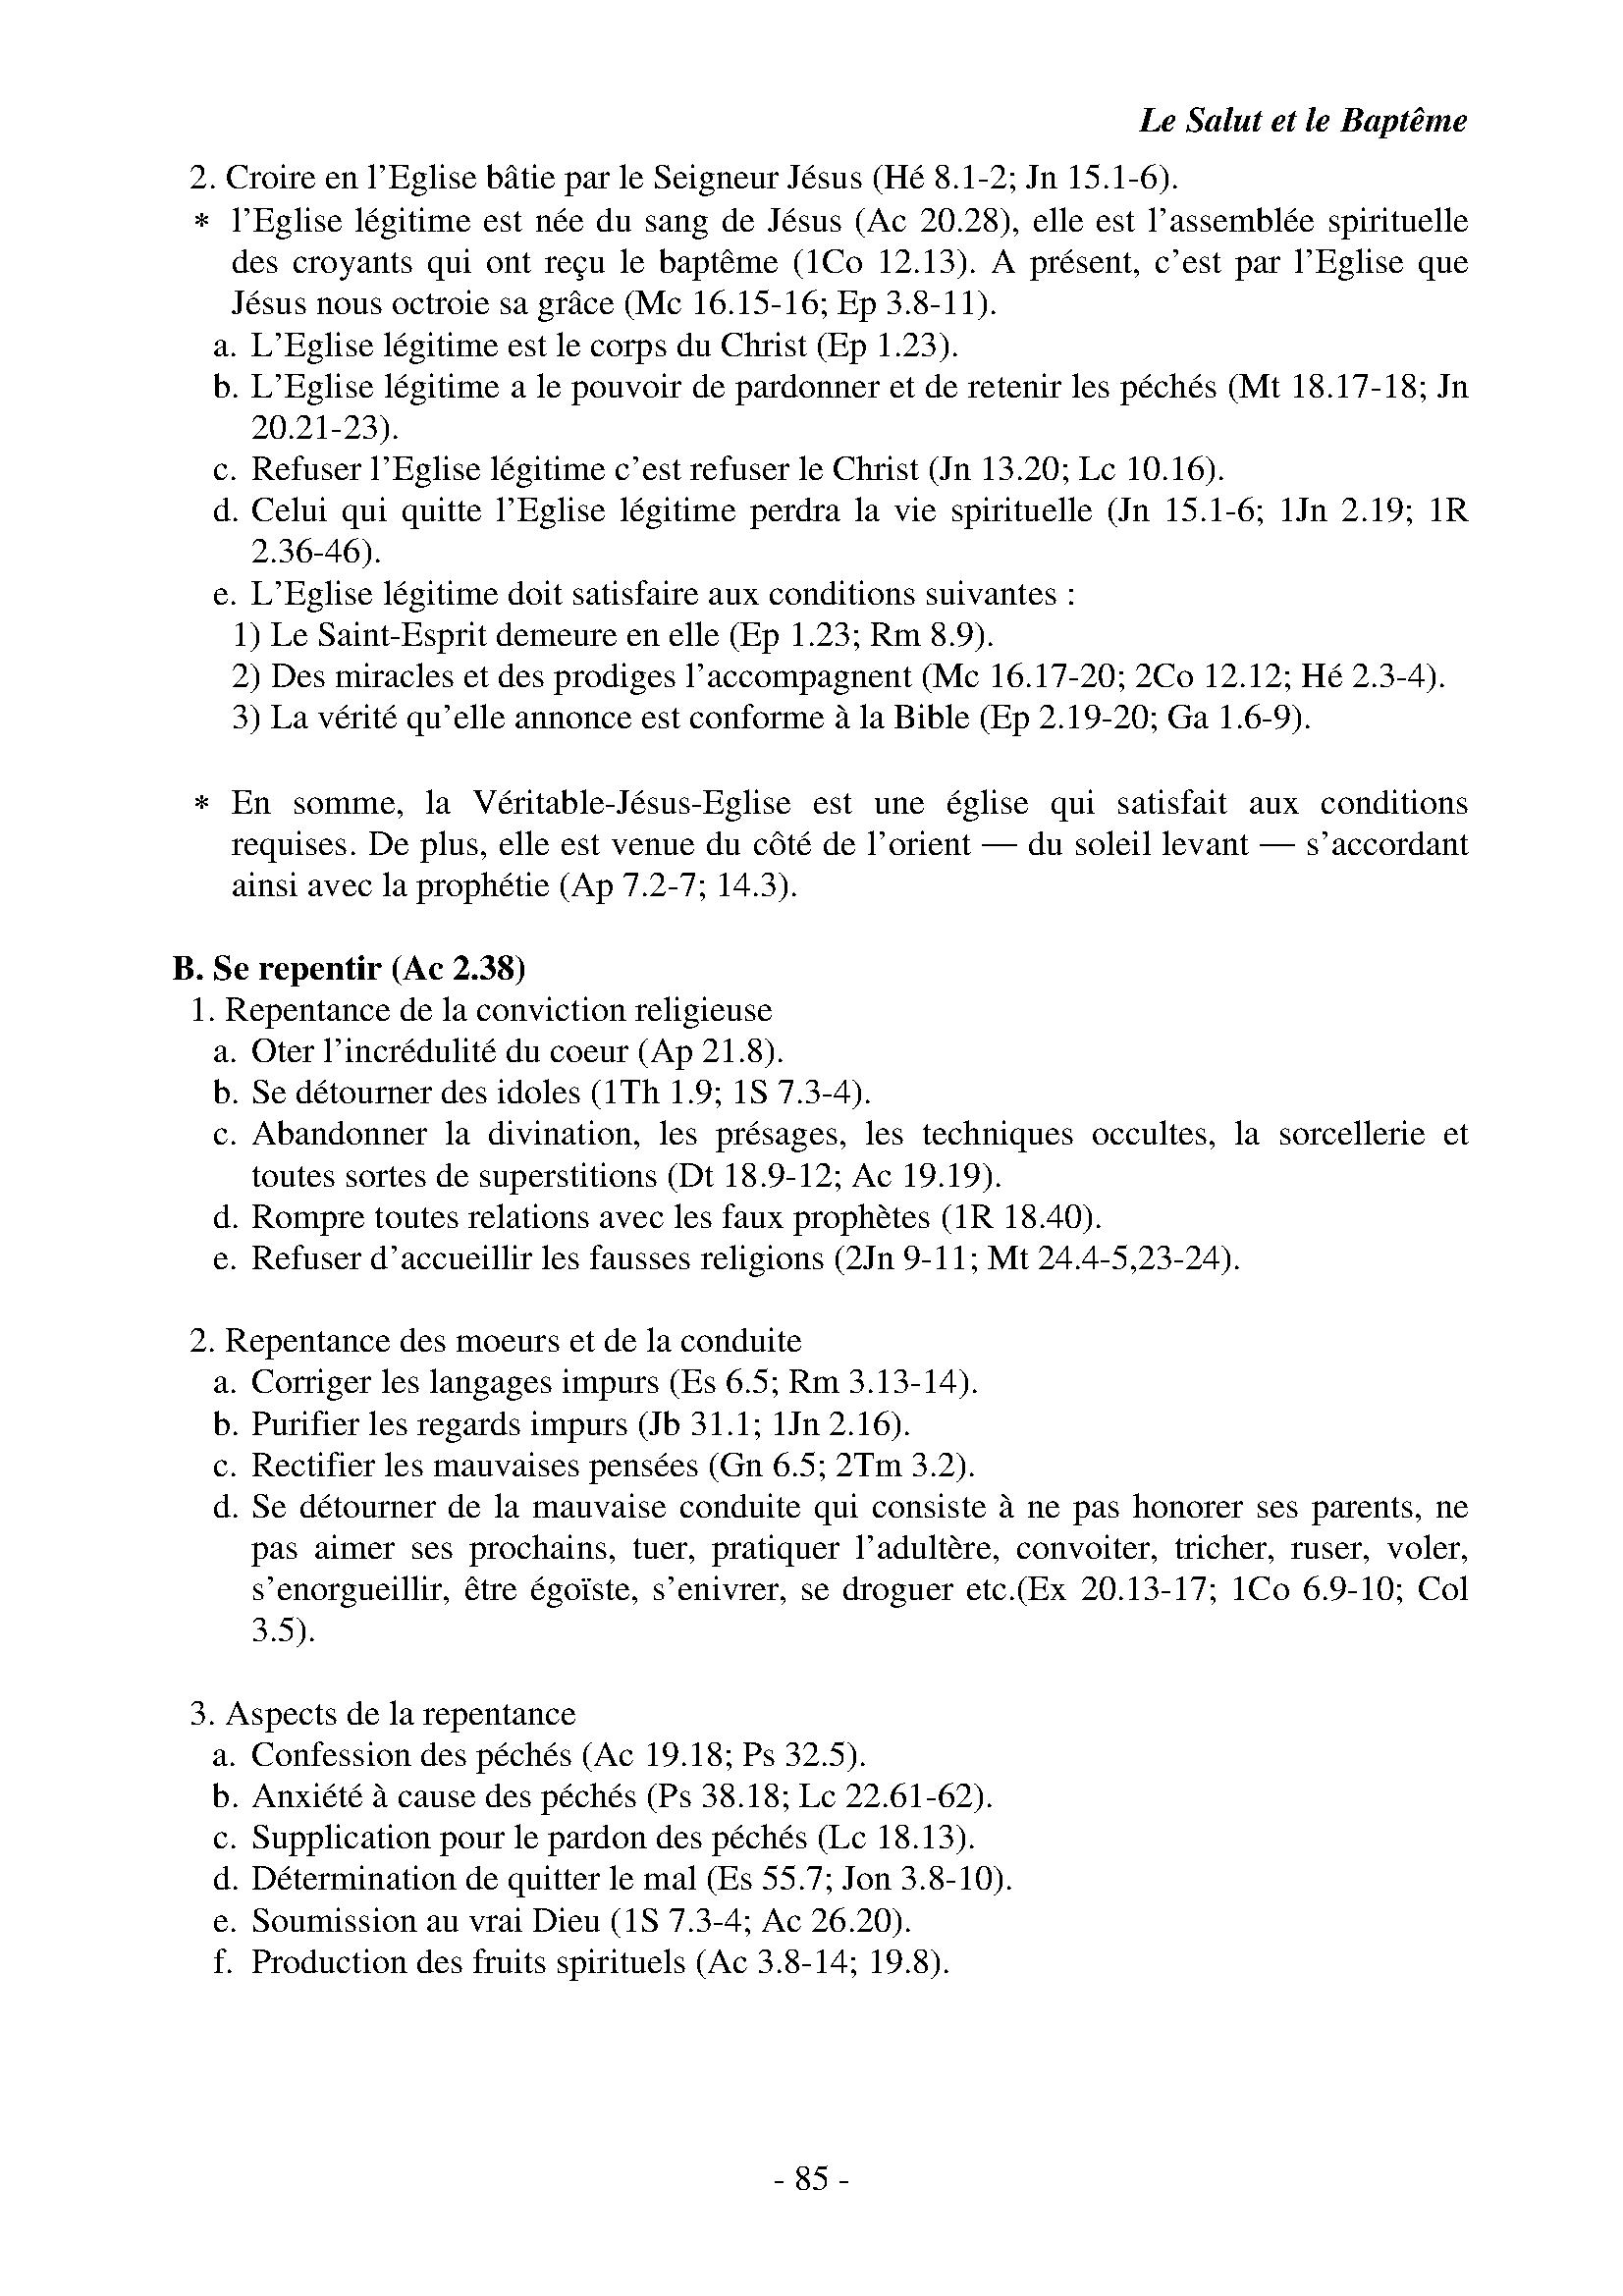 Le Salut et le Baptême
2. Croire en l’Eglise bâtie par le Seigneur Jésus (Hé 8.1-2; Jn 15.1-6).
* l’Eglise légitime est née du sang de Jésus (Ac 20.28), elle est l’assemblée spirituelle
des croyants qui ont reçu le baptême (1Co 12.13). A présent, c’est par l’Eglise que
Jésus nous octroie sa grâce (Mc 16.15-16; Ep 3.8-11).
a. L’Eglise légitime est le corps du Christ (Ep 1.23).
b. L’Eglise légitime a le pouvoir de pardonner et de retenir les péchés (Mt 18.17-18; Jn
20.21-23).
c. Refuser l’Eglise légitime c’est refuser le Christ (Jn 13.20; Lc 10.16).
d. Celui qui quitte l’Eglise légitime perdra la vie spirituelle (Jn 15.1-6; 1Jn 2.19; 1R
2.36-46).
e. L’Eglise légitime doit satisfaire aux conditions suivantes :
1) Le Saint-Esprit demeure en elle (Ep 1.23; Rm 8.9).
2) Des miracles et des prodiges l’accompagnent (Mc 16.17-20; 2Co 12.12; Hé 2.3-4).
3) La vérité qu’elle annonce est conforme à la Bible (Ep 2.19-20; Ga 1.6-9).
* En somme, la Véritable-Jésus-Eglise est une église qui satisfait aux conditions
requises. De plus, elle est venue du côté de l’orient — du soleil levant — s’accordant
ainsi avec la prophétie (Ap 7.2-7; 14.3).
B. Se repentir (Ac 2.38)
1. Repentance de la conviction religieuse
a. Oter l’incrédulité du coeur (Ap 21.8).
b. Se détourner des idoles (1Th 1.9; 1S 7.3-4).
c. Abandonner la divination, les présages, les techniques occultes, la sorcellerie et
toutes sortes de superstitions (Dt 18.9-12; Ac 19.19).
d. Rompre toutes relations avec les faux prophètes (1R 18.40).
e. Refuser d’accueillir les fausses religions (2Jn 9-11; Mt 24.4-5,23-24).
2. Repentance des moeurs et de la conduite
a. Corriger les langages impurs (Es 6.5; Rm 3.13-14).
b. Purifier les regards impurs (Jb 31.1; 1Jn 2.16).
c. Rectifier les mauvaises pensées (Gn 6.5; 2Tm 3.2).
d. Se détourner de la mauvaise conduite qui consiste à ne pas honorer ses parents, ne
pas aimer ses prochains, tuer, pratiquer l’adultère, convoiter, tricher, ruser, voler,
s’enorgueillir, être égoïste, s’enivrer, se droguer etc.(Ex 20.13-17; 1Co 6.9-10; Col
3.5).
3. Aspects de la repentance
a. Confession des péchés (Ac 19.18; Ps 32.5).
b. Anxiété à cause des péchés (Ps 38.18; Lc 22.61-62).
c. Supplication pour le pardon des péchés (Lc 18.13).
d. Détermination de quitter le mal (Es 55.7; Jon 3.8-10).
e. Soumission au vrai Dieu (1S 7.3-4; Ac 26.20).
f. Production des fruits spirituels (Ac 3.8-14; 19.8).
- 85 -